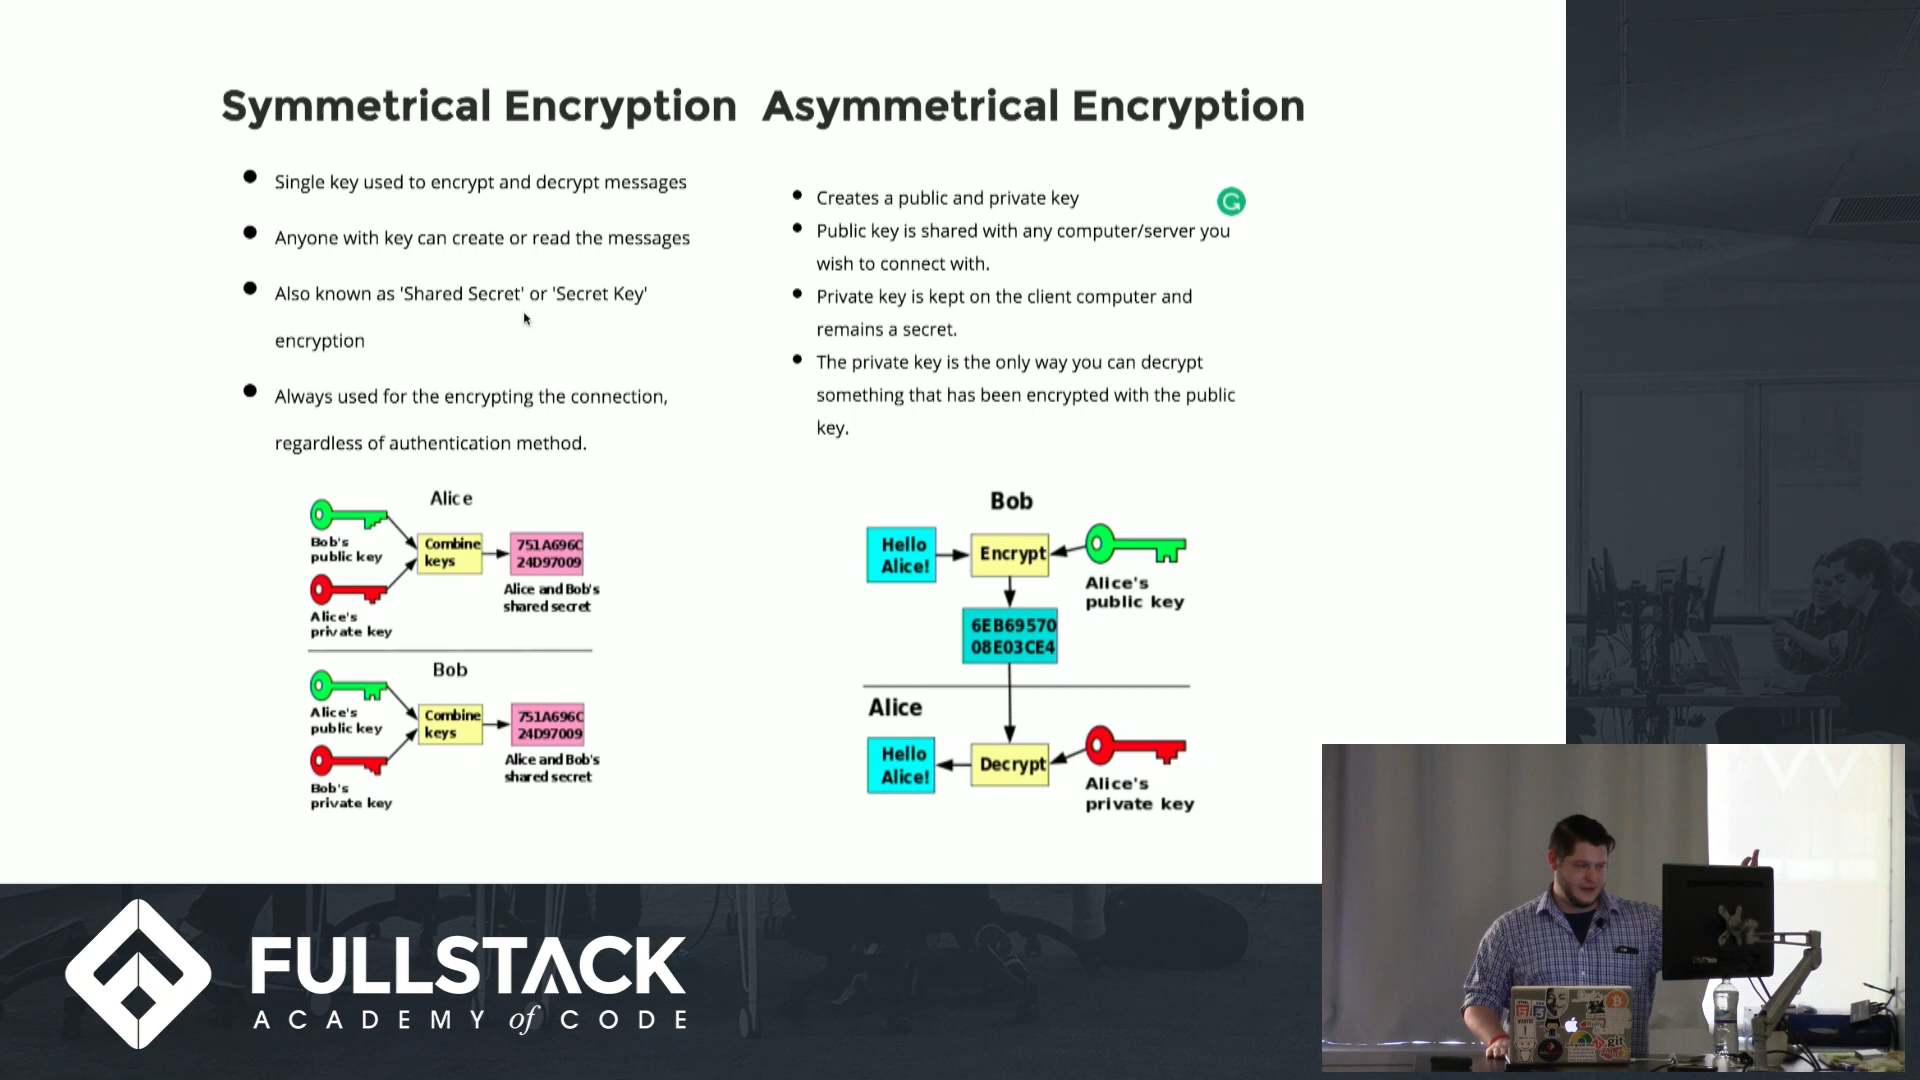 Symmetrical Encryption
Single key used to encrypt and decrypt messages
Anyone with key can create or read the messages
Also known as 'Shared Secret' or 'Secret Key'
encryption
Always used for the encrypting the connection,
regardless of authentication method.
Alice
Bob's
public key
Alice's
private key
Combine
keys
751A696C
24D97009
Alice and Bob's
shared secret
Bob
Alice's
public key
Bob's
private key
Combine
keys
751A696C
24D97009
Alice and Bob's
shared secret
Asymmetrical Encryption
Creates a public and private key
Public key is shared with any computer/server you
wish to connect with.
Private key is kept on the client computer and
remains a secret.
The private key is the only way you can decrypt
something that has been encrypted with the public
key.
Bob
Hello
Alice!
Encrypt
Alice's
public key
6EB69570
08E03CE4
Alice
Hello
Alice!
Decrypt
Alice's
private key
FULLSTACK
ACADEMY of CODE
git